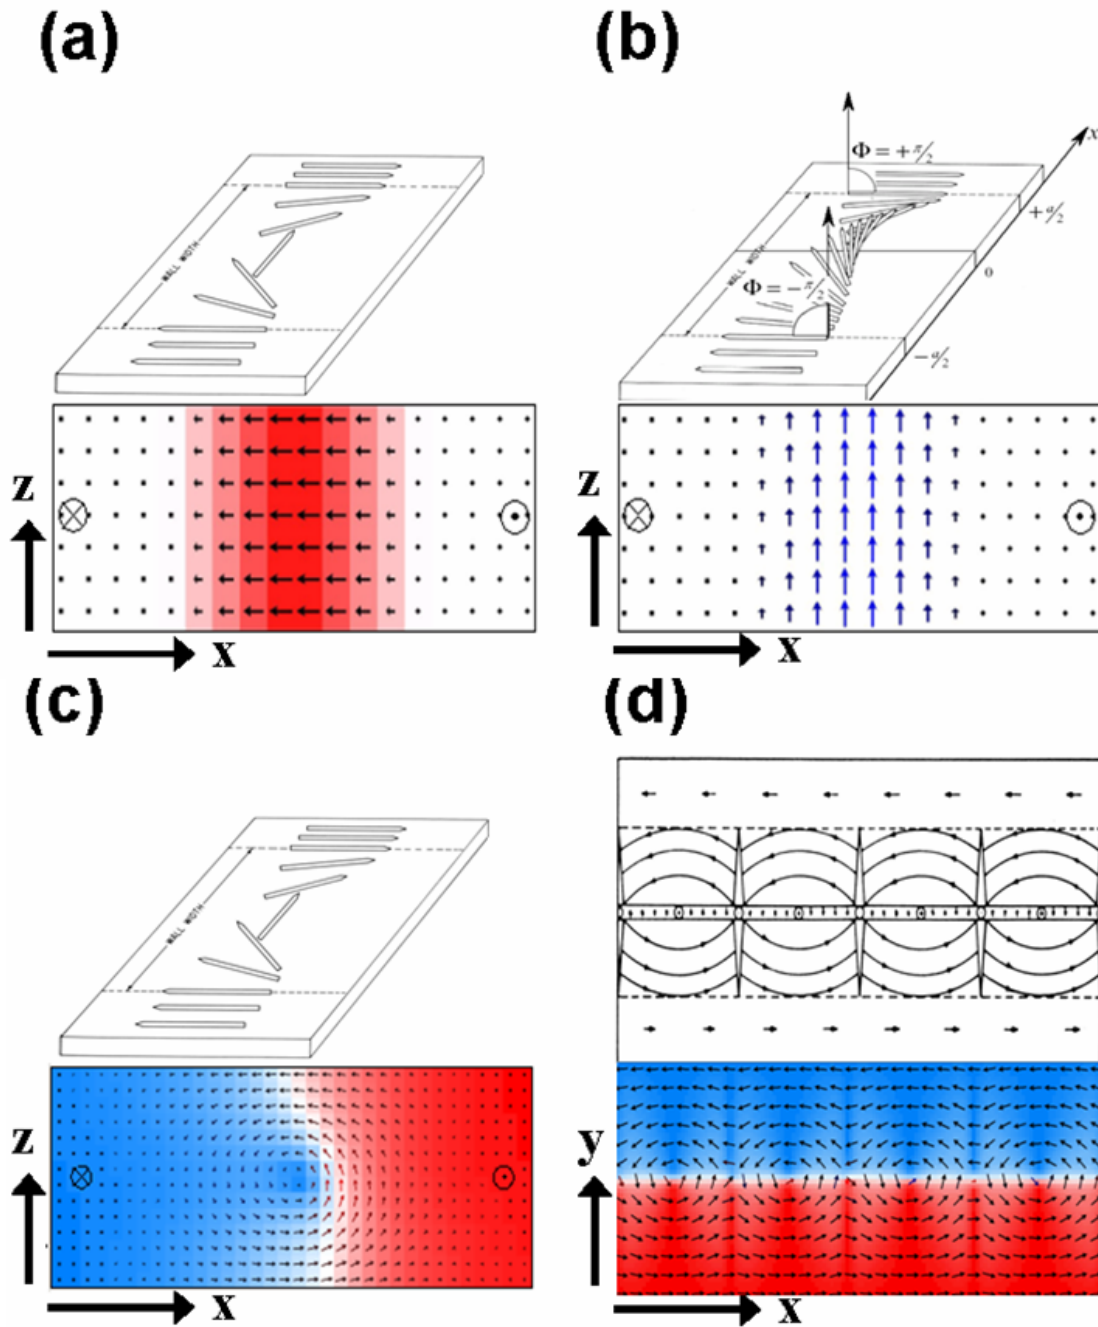 (a)
WALL WIDTH
z
x
(b)
x
Φ = +π/2
+a/2
WALL WIDTH
0
Φ = −π/2
−a/2
z
x
(c)
WALL WIDTH
z
x
(d)
y
x